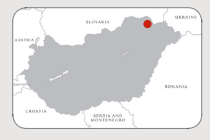 SLOVAKIA
UKRAINE
AUSTRIA
ROMANIA
CROATIA
SERBIA AND
MONTENEGRO